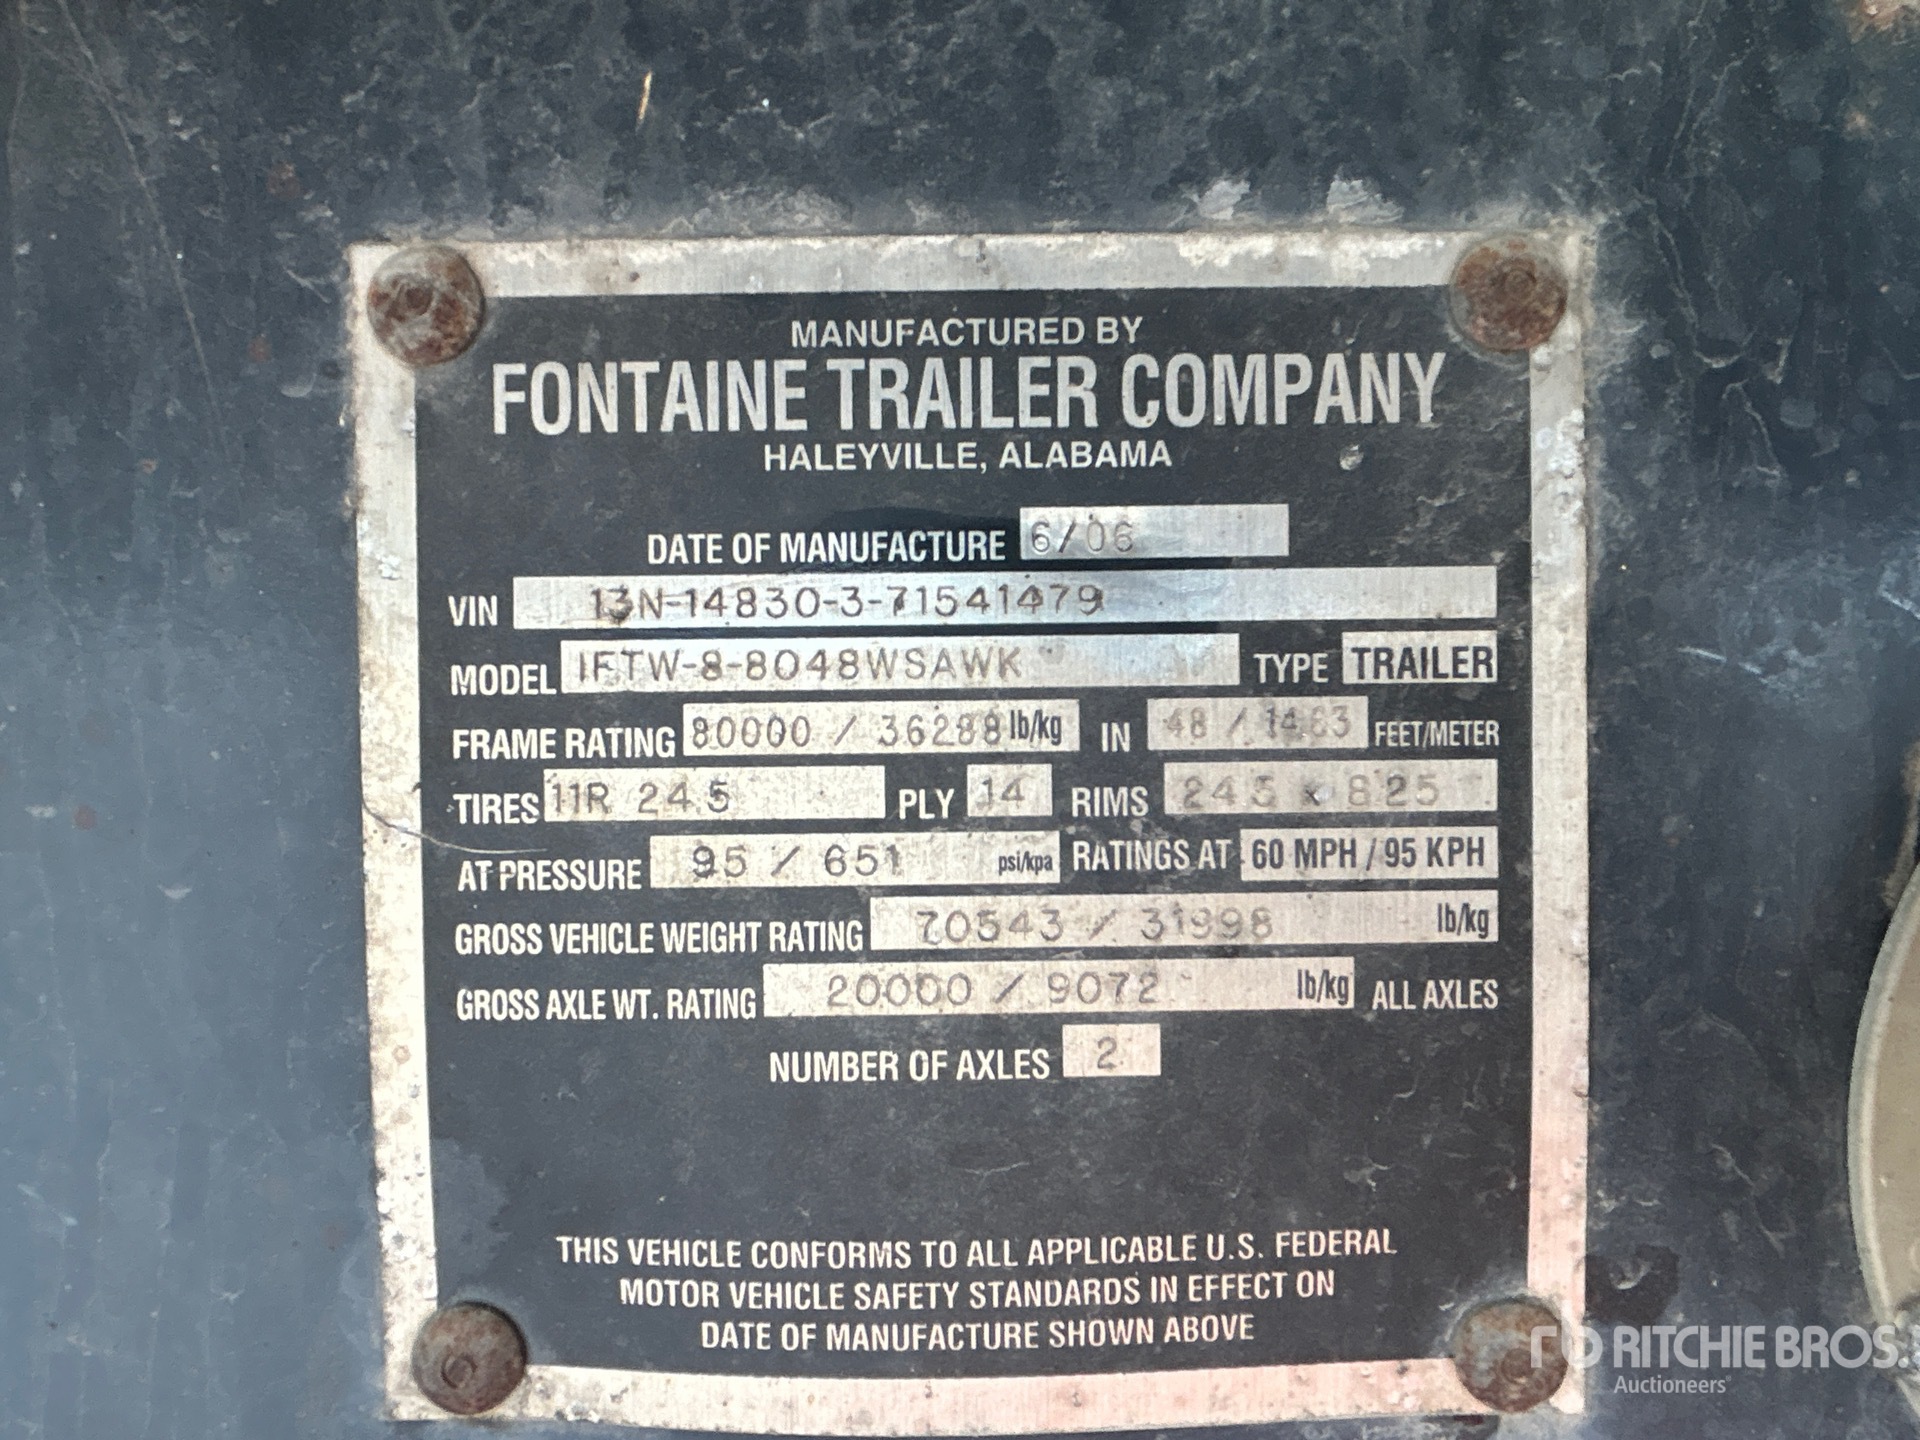 MANUFACTURED BY
FONTAINE TRAILER COMPANY
HALEYVILLE, ALABAMA
DATE OF MANUFACTURE 6/06
VIN 13N-14830-3-71541479
MODEL IFTW-8-8048WSAWK TYPE TRAILER
FRAME RATING 80000 / 36288 lb/kg IN 48 / 14.63 FEET/METER
TIRES 11R 24.5 PLY 14 RIMS 24.5 x 8.25
AT PRESSURE 95 / 651 psi/kpa RATINGS AT 60 MPH / 95 KPH
GROSS VEHICLE WEIGHT RATING 70543 / 31998 lb/kg
GROSS AXLE WT. RATING 20000 / 9072 lb/kg ALL AXLES
NUMBER OF AXLES 2
THIS VEHICLE CONFORMS TO ALL APPLICABLE U.S. FEDERAL
MOTOR VEHICLE SAFETY STANDARDS IN EFFECT ON
DATE OF MANUFACTURE SHOWN ABOVE
RITCHIE BROS.
Auctioneers